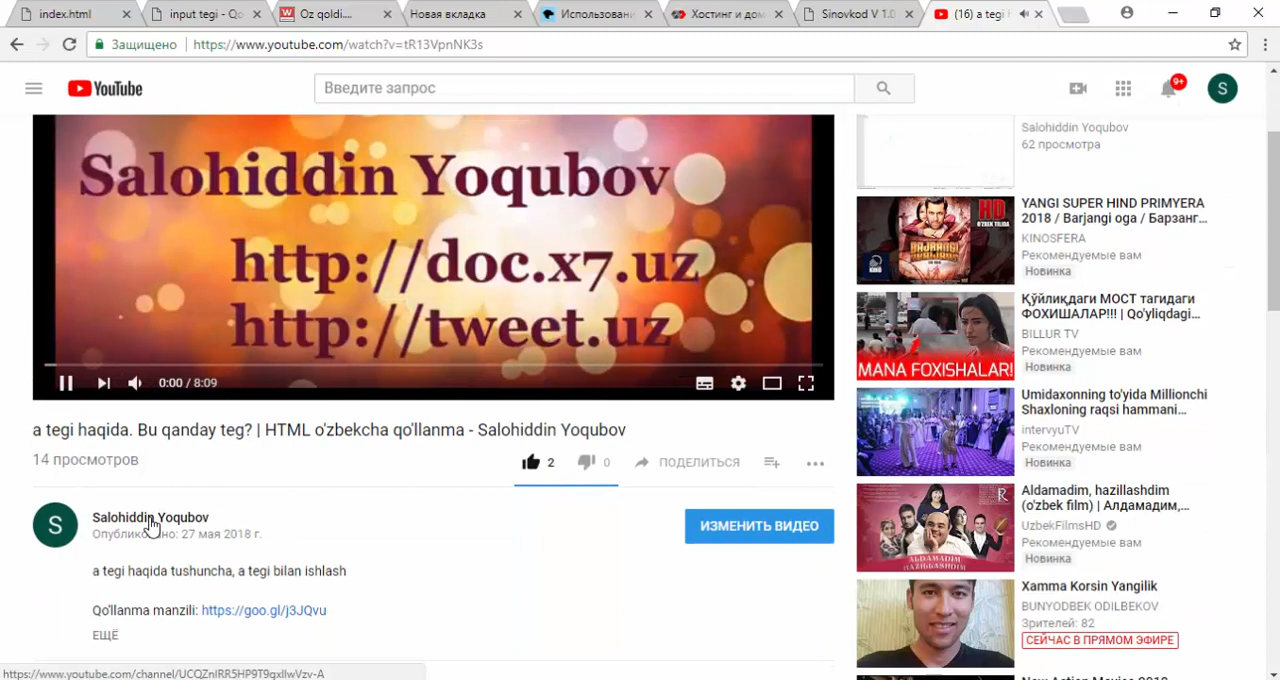 index.html
input tegi - Qo
Oz qoldi....
Новая вкладка
Использовани
Хостинг и дом
Sinovkod V 1.0
(16) a tegi h
Защищено
https://www.youtube.com/watch?v=tR13VpnNK3s
YouTube
Введите запрос
9+
S
Salohiddin Yoqubov
http://doc.x7.uz
http://tweet.uz
0:00 / 8:09
a tegi haqida. Bu qanday teg? | HTML o'zbekcha qo'llanma - Salohiddin Yoqubov
14 просмотров
2
0
ПОДЕЛИТЬСЯ
S
Salohiddin Yoqubov
Опубликовано: 27 мая 2018 г.
ИЗМЕНИТЬ ВИДЕО
a tegi haqida tushuncha, a tegi bilan ishlash
Qo'llanma manzili: https://goo.gl/j3JQvu
ЕЩЁ
https://www.youtube.com/channel/UCQZnIRR5HP9T9qxIlwVzv-A
Salohiddin Yoqubov
62 просмотра
HD
BAJRANGI
YANGI SUPER HIND PRIMYERA
2018 / Barjangi oga / Барзанг...
KINOSFERA
Рекомендуемые вам
Новинка
MANA FOXISHALAR!
Қўйлиқдаги МОСТ тагидаги
ФОХИШАЛАР!!! | Qo'yliqdagi...
BILLUR TV
Рекомендуемые вам
Новинка
Umidaxonning to'yida Millionchi
Shaxloning raqsi hammani...
intervyuTV
Рекомендуемые вам
Новинка
ALDAMADIM
HAZILLASHDIM
Aldamadim, hazillashdim
(o'zbek film) | Алдамадим,...
UzbekFilmsHD
Рекомендуемые вам
Новинка
Xamma Korsin Yangilik
BUNYODBEK ODILBEKOV
Зрителей: 82
СЕЙЧАС В ПРЯМОМ ЭФИРЕ